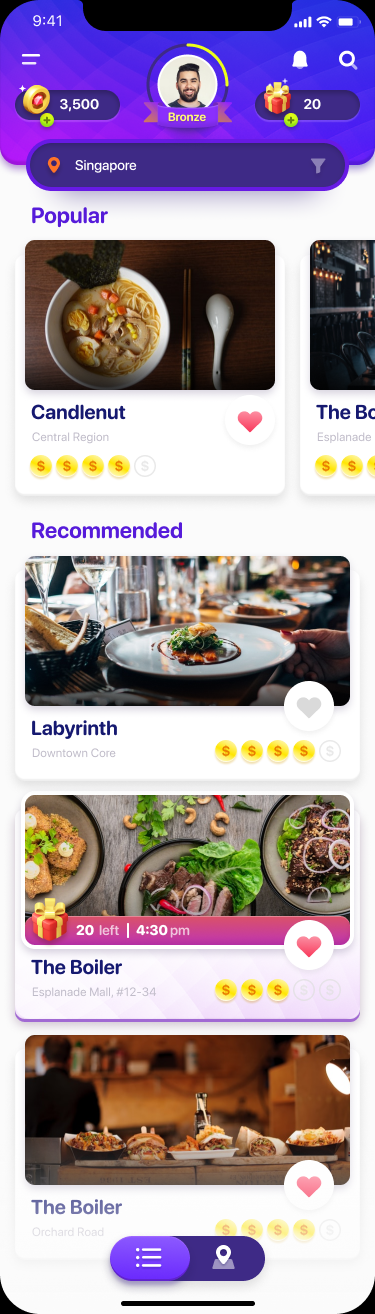 9:41
3,500
Bronze
20
Singapore
Popular
Candlenut
Central Region
The Bo
Esplanade
Recommended
Labyrinth
Downtown Core
20 left | 4:30 pm
The Boiler
Esplanade Mall, #12-34
The Boiler
Orchard Road